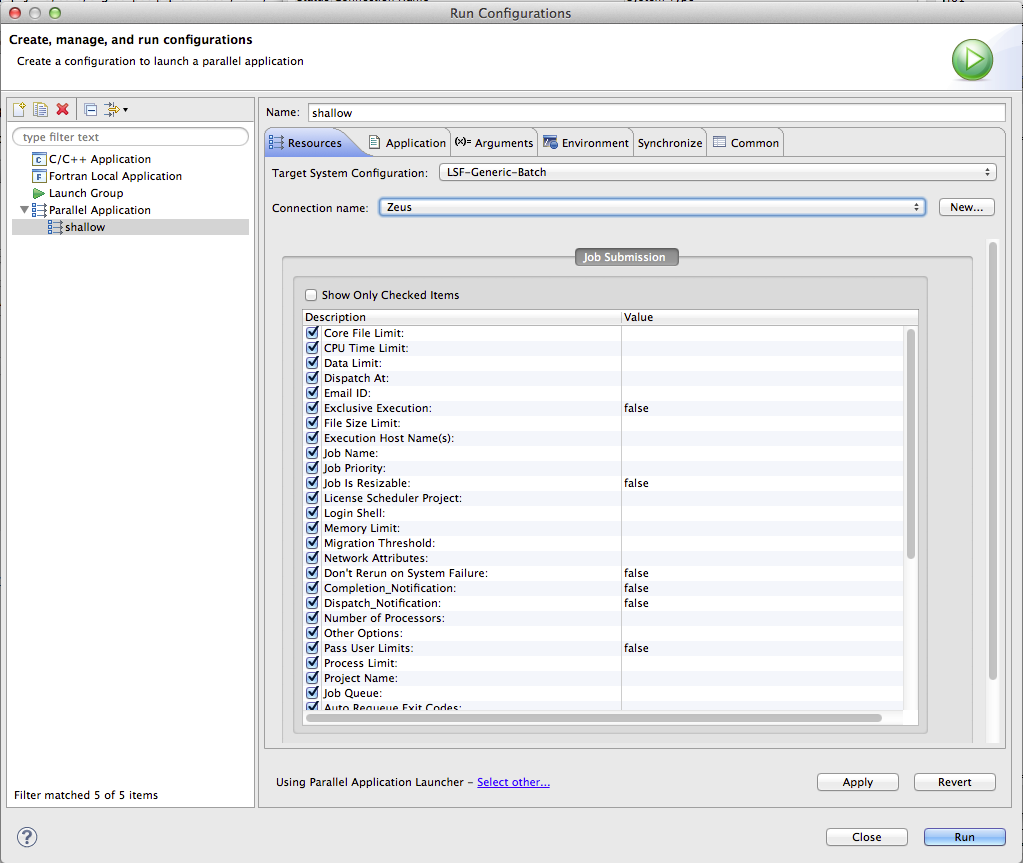 Run Configurations
Create, manage, and run configurations
Create a configuration to launch a parallel application
type filter text
C/C++ Application
Fortran Local Application
Launch Group
Parallel Application
shallow
Filter matched 5 of 5 items
Name: shallow
Resources Application (x)= Arguments Environment Synchronize Common
Target System Configuration: LSF-Generic-Batch
Connection name: Zeus New...
Job Submission
Show Only Checked Items
Description Value
Core File Limit:
CPU Time Limit:
Data Limit:
Dispatch At:
Email ID:
Exclusive Execution: false
File Size Limit:
Execution Host Name(s):
Job Name:
Job Priority:
Job Is Resizable: false
License Scheduler Project:
Login Shell:
Memory Limit:
Migration Threshold:
Network Attributes:
Don't Rerun on System Failure: false
Completion_Notification: false
Dispatch_Notification: false
Number of Processors:
Other Options:
Pass User Limits: false
Process Limit:
Project Name:
Job Queue:
Auto Requeue Exit Codes:
Using Parallel Application Launcher - Select other...
Apply Revert
? Close Run